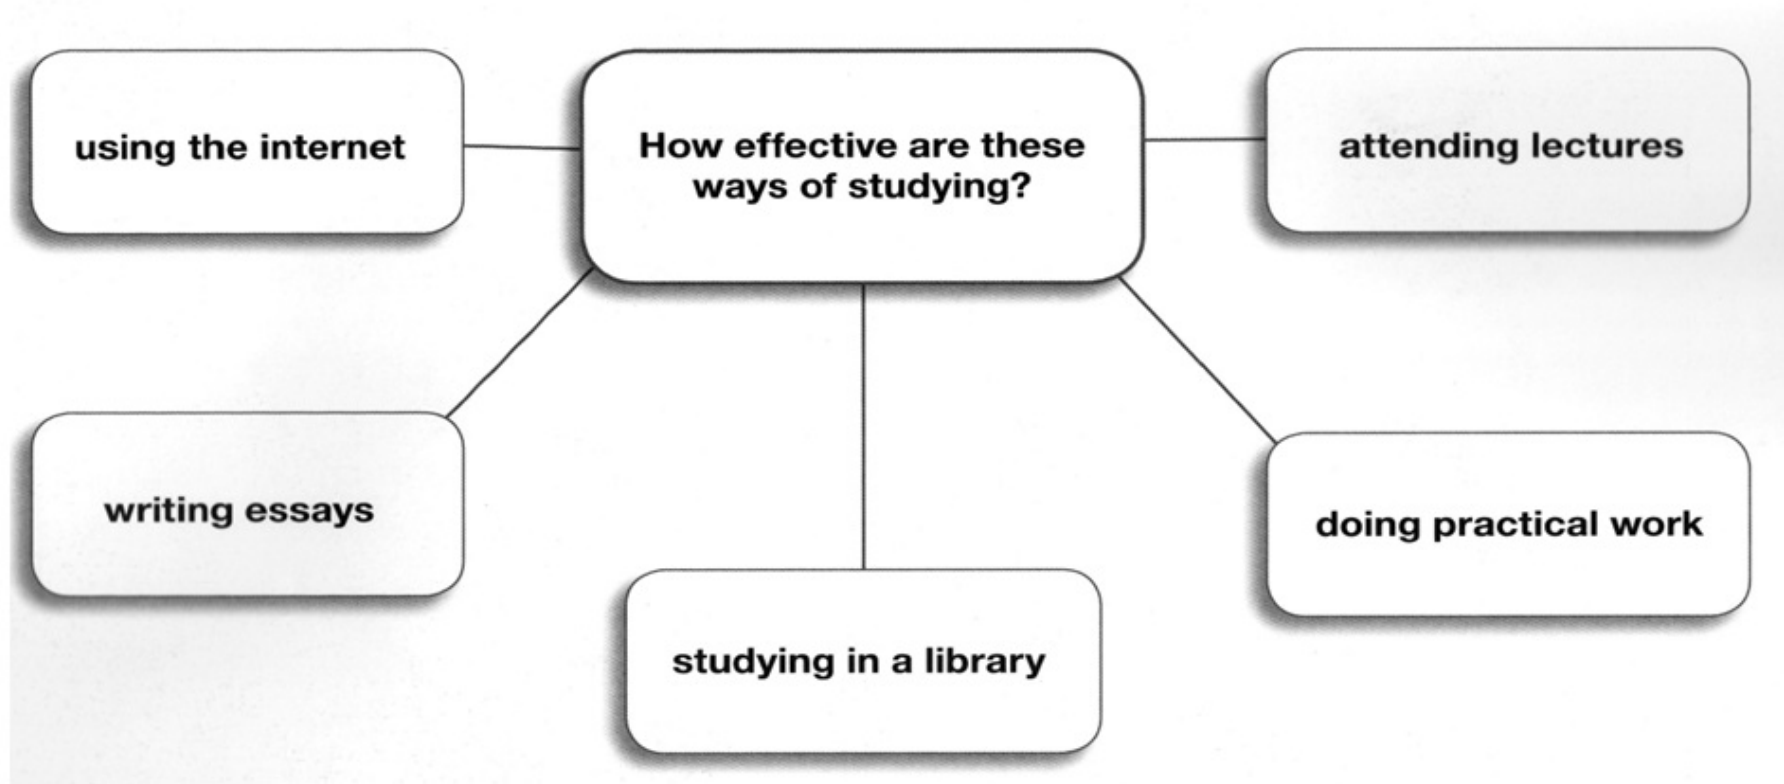 using the internet
How effective are these
ways of studying?
attending lectures
writing essays
doing practical work
studying in a library